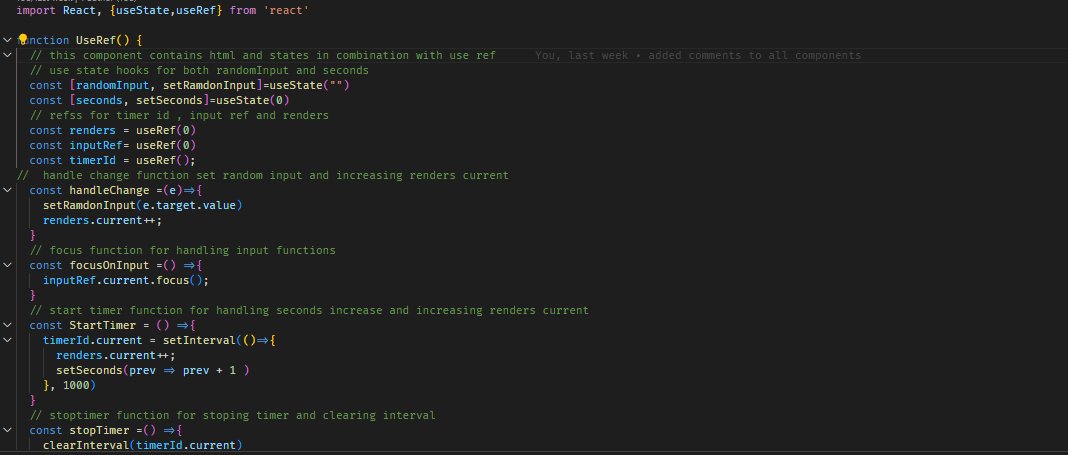 import React, {useState,useRef} from 'react'
function UseRef() {
// this component contains html and states in combination with use ref You, last week • added comments to all components
// use state hooks for both randomInput and seconds
const [randomInput, setRamdonInput]=useState("")
const [seconds, setSeconds]=useState(0)
// refss for timer id , input ref and renders
const renders = useRef(0)
const inputRef= useRef(0)
const timerId = useRef();
//  handle change function set random input and increasing renders current
const handleChange =(e)=>{
setRamdonInput(e.target.value)
renders.current++;
}
// focus function for handling input functions
const focusOnInput =() =>{
inputRef.current.focus();
}
// start timer function for handling seconds increase and increasing renders current
const StartTimer = () =>{
timerId.current = setInterval(()=>{
renders.current++;
setSeconds(prev => prev + 1 )
}, 1000)
}
// stoptimer function for stoping timer and clearing interval
const stopTimer =() =>{
clearInterval(timerId.current)